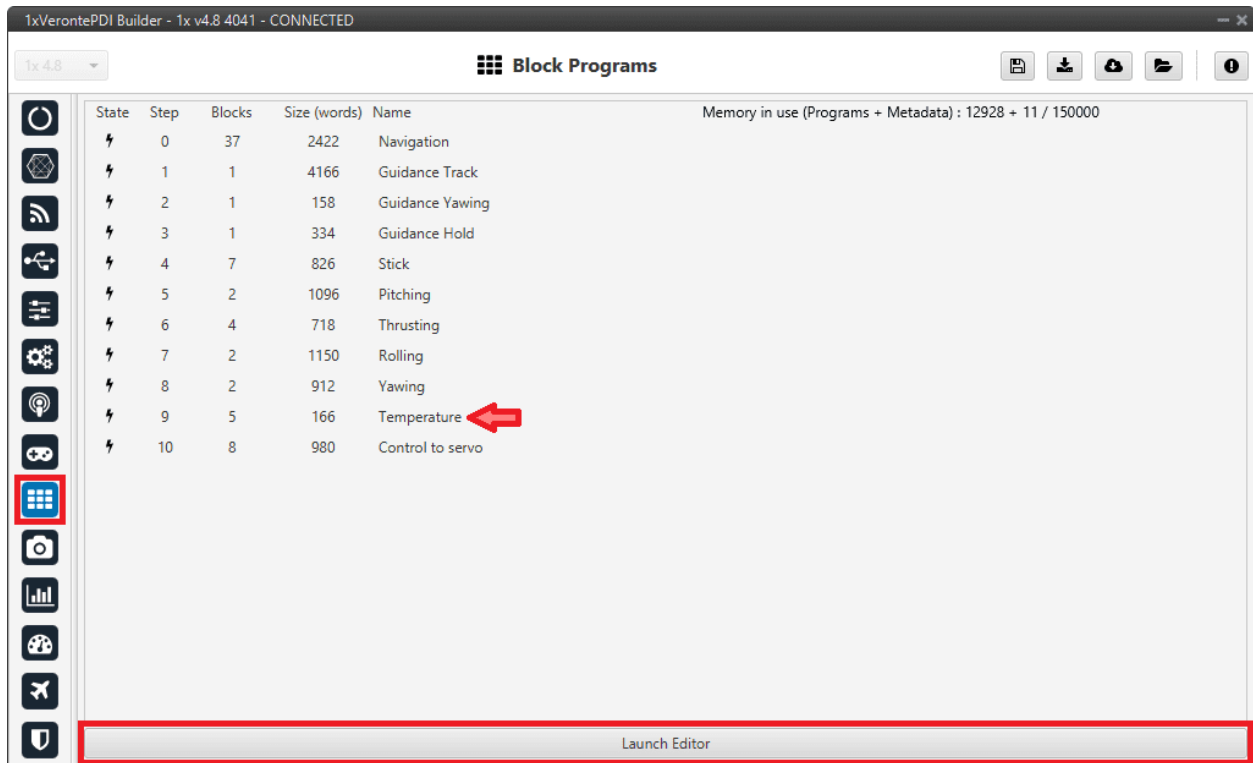 1xVerontePDI Builder - 1x v4.8 4041 - CONNECTED
1x 4.8
Block Programs
State Step Blocks Size (words) Name Memory in use (Programs + Metadata) : 12928 + 11 / 150000
0 37 2422 Navigation
1 1 4166 Guidance Track
2 1 158 Guidance Yawing
3 1 334 Guidance Hold
4 7 826 Stick
5 2 1096 Pitching
6 4 718 Thrusting
7 2 1150 Rolling
8 2 912 Yawing
9 5 166 Temperature
10 8 980 Control to servo
Launch Editor